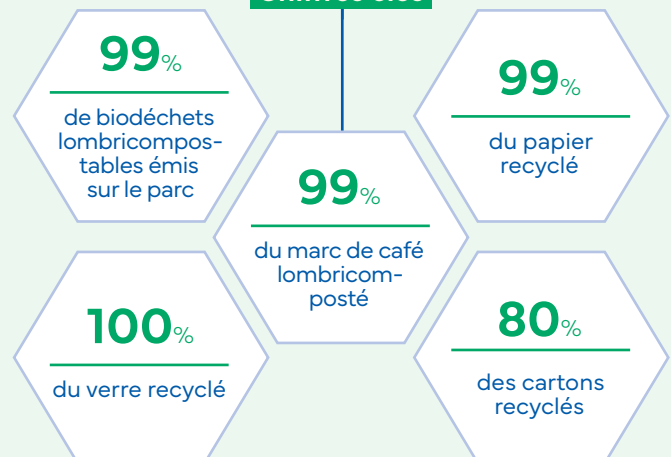 99%
de biodéchets
lombricompos-
tables émis
sur le parc
99%
du papier
recyclé
99%
du marc de café
lombricom-
posté
100%
du verre recyclé
80%
des cartons
recyclés